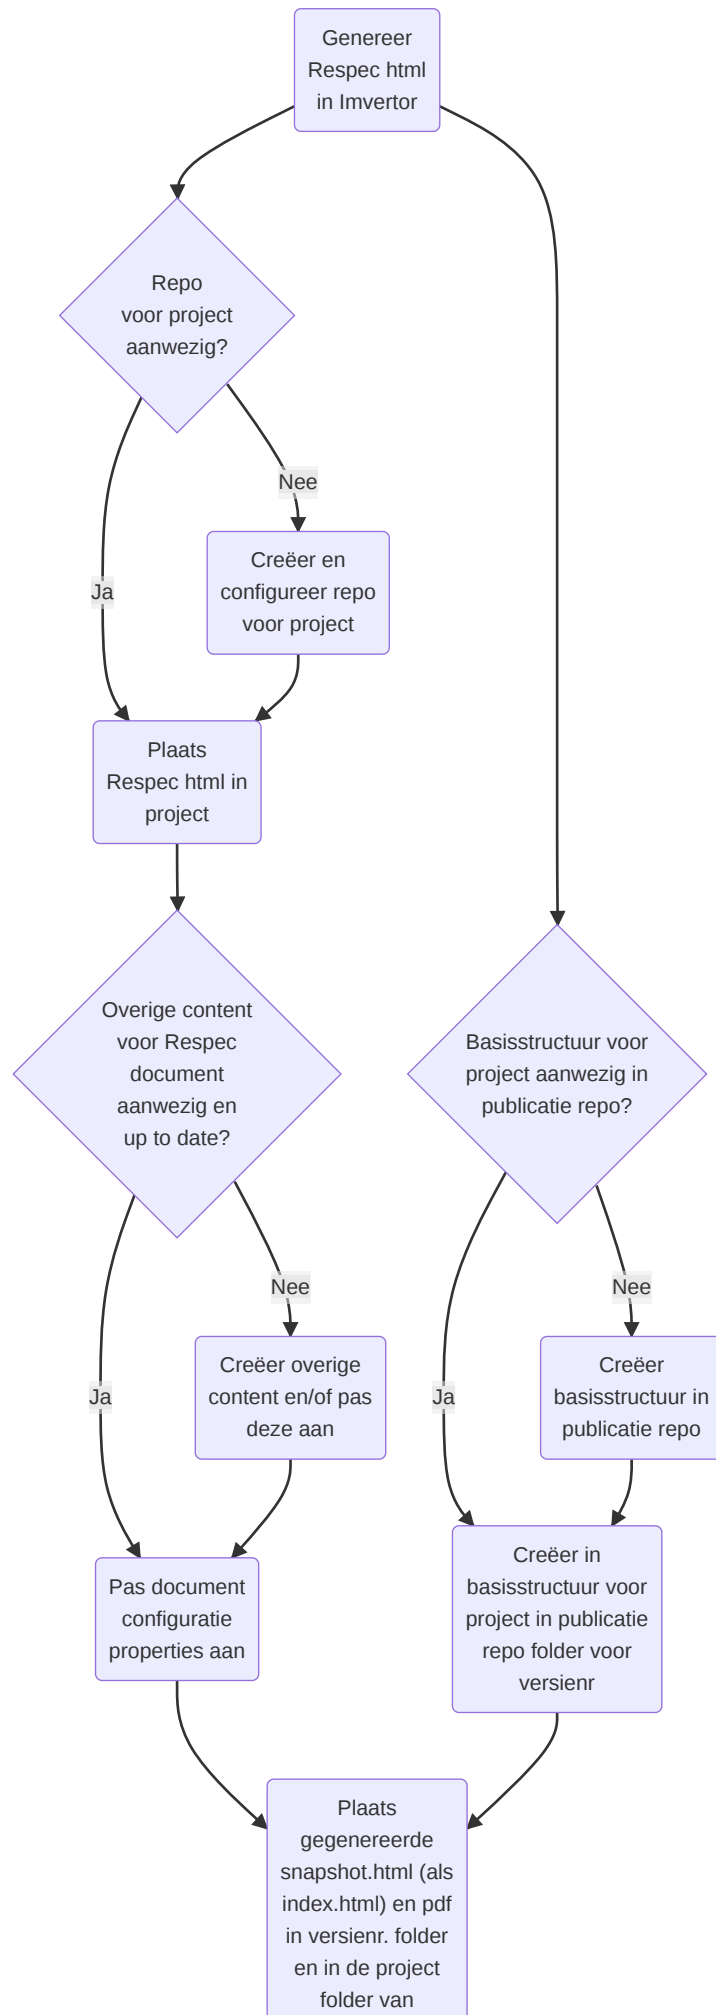 Genereer
Respec html
in Imvertor
Repo
voor project
aanwezig?
Nee
Creëer en
configureer repo
voor project
Ja
Plaats
Respec html in
project
Overige content
voor Respec
document
aanwezig en
up to date?
Basisstructuur voor
project aanwezig in
publicatie repo?
Nee
Nee
Creëer overige
content en/of pas
deze aan
Creëer
basisstructuur in
publicatie repo
Ja
Ja
Pas document
configuratie
properties aan
Creëer in
basisstructuur voor
project in publicatie
repo folder voor
versienr
Plaats
gegenereerde
snapshot.html (als
index.html) en pdf
in versienr. folder
en in de project
folder van